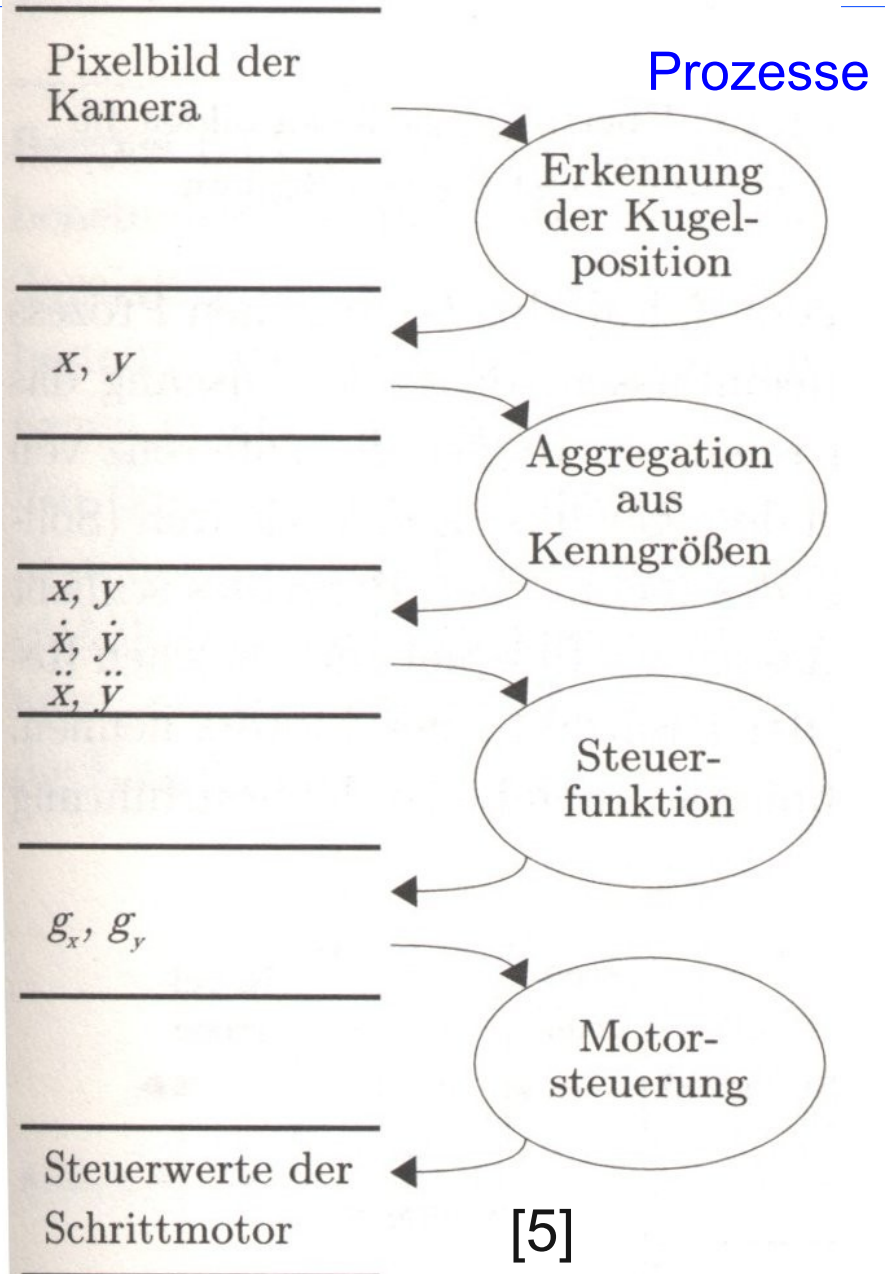 Prozesse
Pixelbild der
Kamera
Erkennung
der Kugel-
position
x, y
Aggregation
aus
Kenngrößen
x, y
ẋ, ẏ
ẍ, ÿ
Steuer-
funktion
gₓ, gᵧ
Motor-
steuerung
Steuerwerte der
Schrittmotor
[5]